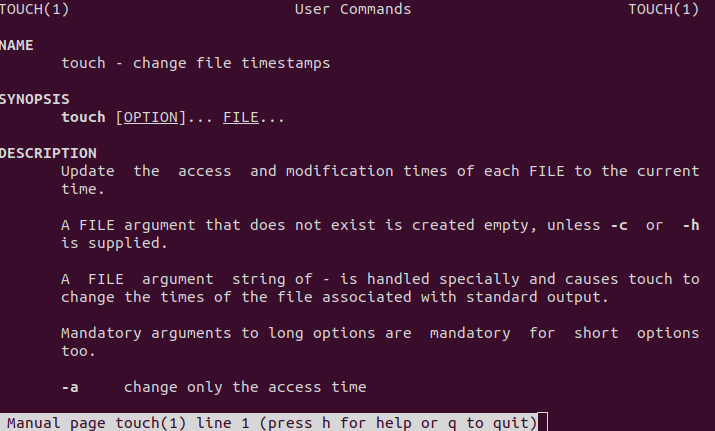 TOUCH(1) User Commands TOUCH(1)
NAME
touch - change file timestamps
SYNOPSIS
touch [OPTION]... FILE...
DESCRIPTION
Update the access and modification times of each FILE to the current
time.
A FILE argument that does not exist is created empty, unless -c or -h
is supplied.
A FILE argument string of - is handled specially and causes touch to
change the times of the file associated with standard output.
Mandatory arguments to long options are mandatory for short options
too.
-a change only the access time
Manual page touch(1) line 1 (press h for help or q to quit)